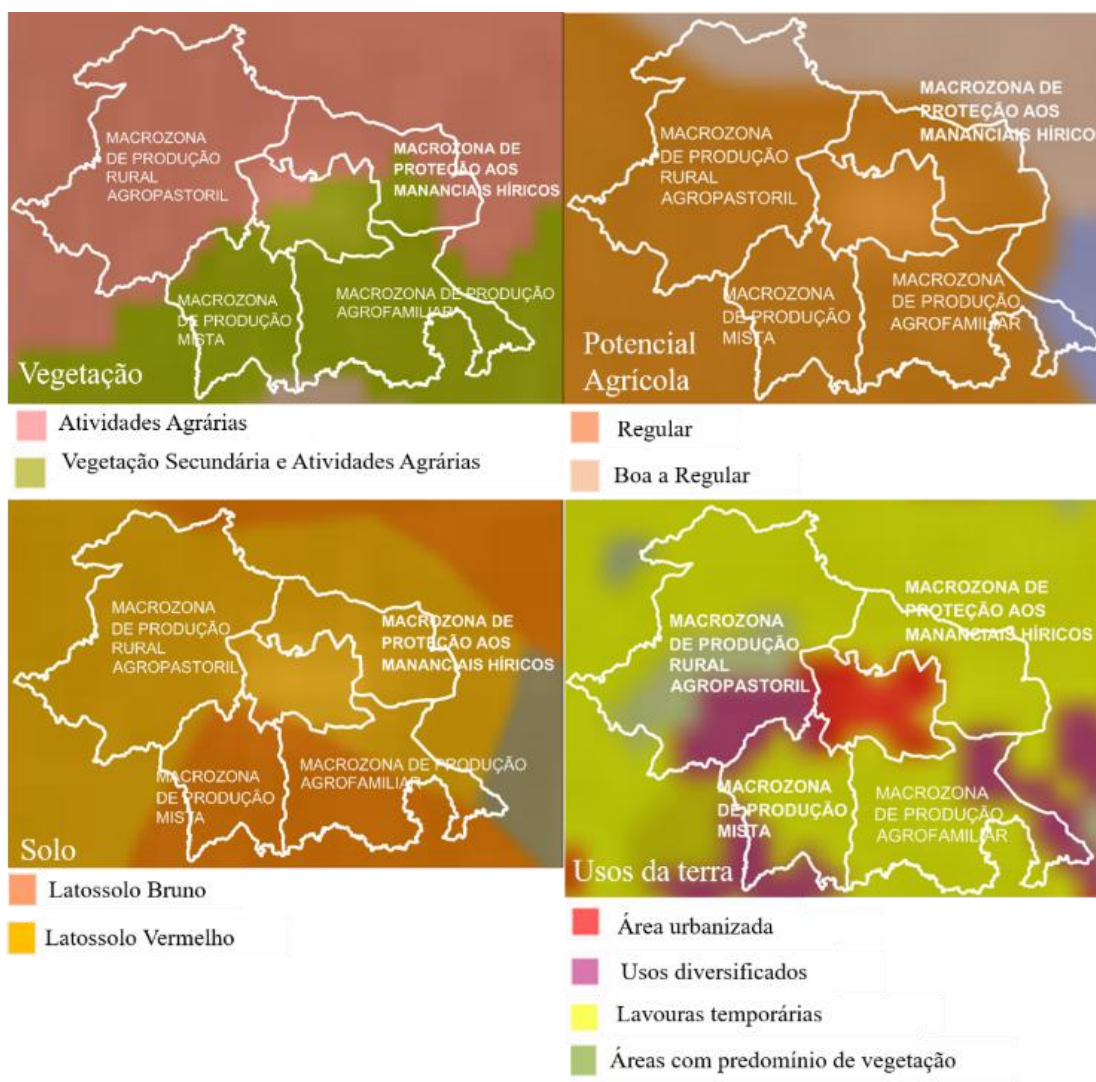 MACROZONA
DE PRODUÇÃO
RURAL
AGROPASTORIL
MACROZONA DE
PROTEÇÃO AOS
MANANCIAIS HÍRICOS
MACROZONA
DE PRODUÇÃO
MISTA
MACROZONA DE PRODUÇÃO
AGROFAMILIAR
Vegetação
Atividades Agrárias
Vegetação Secundária e Atividades Agrárias
MACROZONA
DE PRODUÇÃO
RURAL
AGROPASTORIL
MACROZONA DE
PROTEÇÃO AOS
MANANCIAIS HÍRICOS
MACROZONA
DE PRODUÇÃO
MISTA
MACROZONA
DE PRODUÇÃO
AGROFAMILIAR
Potencial
Agrícola
Regular
Boa a Regular
MACROZONA
DE PRODUÇÃO
RURAL
AGROPASTORIL
MACROZONA DE
PROTEÇÃO AOS
MANANCIAIS HÍRICOS
MACROZONA
DE PRODUÇÃO
MISTA
MACROZONA DE PRODUÇÃO
AGROFAMILIAR
Solo
Latossolo Bruno
Latossolo Vermelho
MACROZONA
DE PRODUÇÃO
RURAL
AGROPASTORIL
MACROZONA DE
PROTEÇÃO AOS
MANANCIAIS HÍRICOS
MACROZONA
DE PRODUÇÃO
MISTA
MACROZONA
DE PRODUÇÃO
AGROFAMILIAR
Usos da terra
Área urbanizada
Usos diversificados
Lavouras temporárias
Áreas com predomínio de vegetação